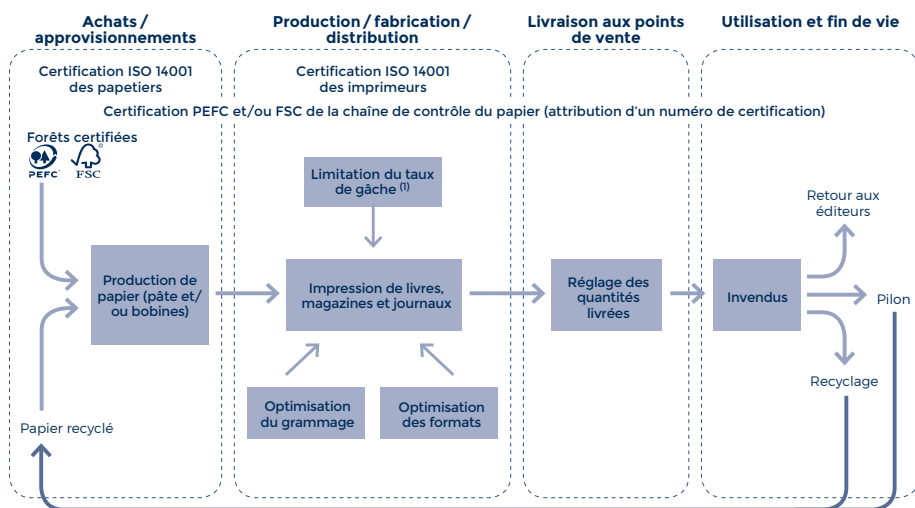 Achats /
approvisionnements
Production / fabrication /
distribution
Livraison aux points
de vente
Utilisation et fin de vie
Certification ISO 14001
des papetiers
Certification ISO 14001
des imprimeurs
Certification PEFC et/ou FSC de la chaîne de contrôle du papier (attribution d'un numéro de certification)
Forêts certifiées
PEFC
FSC
Limitation du taux
de gâche (1)
Retour aux
éditeurs
Production de
papier (pâte et/
ou bobines)
Impression de livres,
magazines et journaux
Réglage des
quantités
livrées
Invendus
Pilon
Recyclage
Optimisation
du grammage
Optimisation
des formats
Papier recyclé